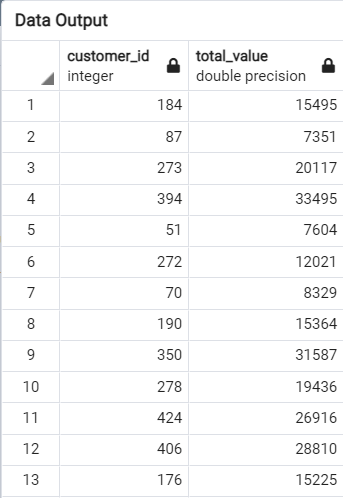 Data Output
customer_id total_value
integer double precision
1 184 15495
2 87 7351
3 273 20117
4 394 33495
5 51 7604
6 272 12021
7 70 8329
8 190 15364
9 350 31587
10 278 19436
11 424 26916
12 406 28810
13 176 15225